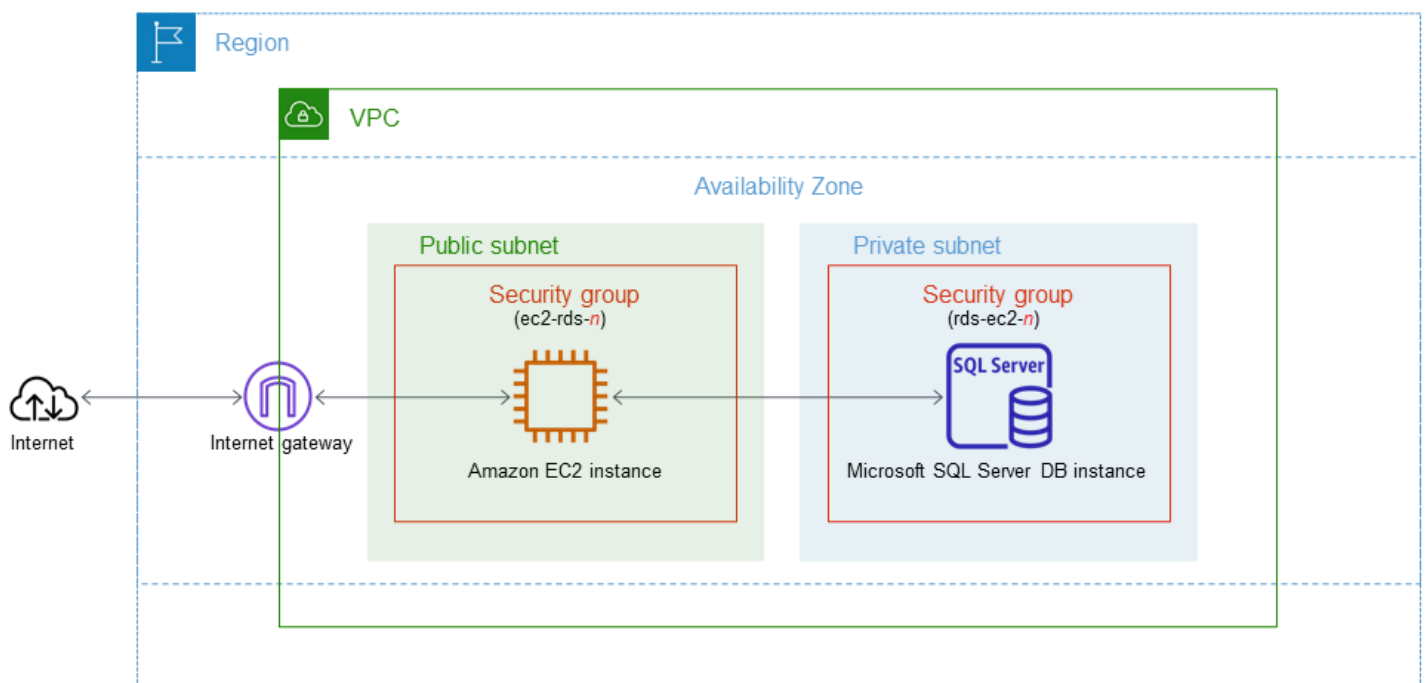 Region
VPC
Availability Zone
Public subnet
Private subnet
Security group
(ec2-rds-n)
Security group
(rds-ec2-n)
SQL Server
Internet
Internet gateway
Amazon EC2 instance
Microsoft SQL Server DB instance